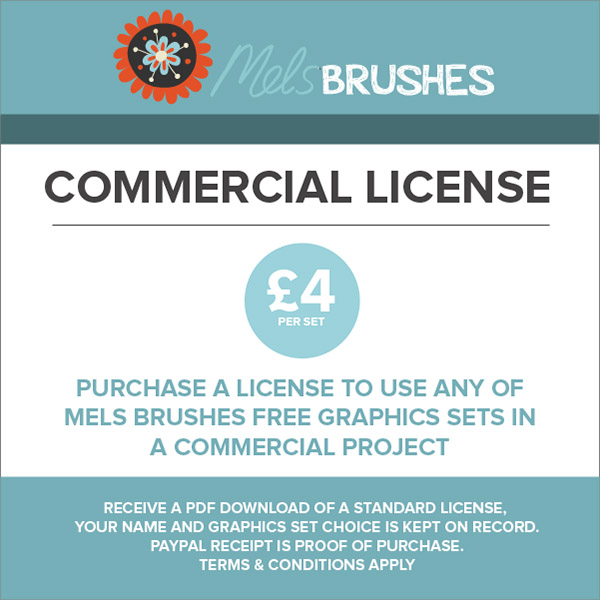 Mels BRUSHES
COMMERCIAL LICENSE
£4
PER SET
PURCHASE A LICENSE TO USE ANY OF
MELS BRUSHES FREE GRAPHICS SETS IN
A COMMERCIAL PROJECT
RECEIVE A PDF DOWNLOAD OF A STANDARD LICENSE,
YOUR NAME AND GRAPHICS SET CHOICE IS KEPT ON RECORD.
PAYPAL RECEIPT IS PROOF OF PURCHASE.
TERMS & CONDITIONS APPLY